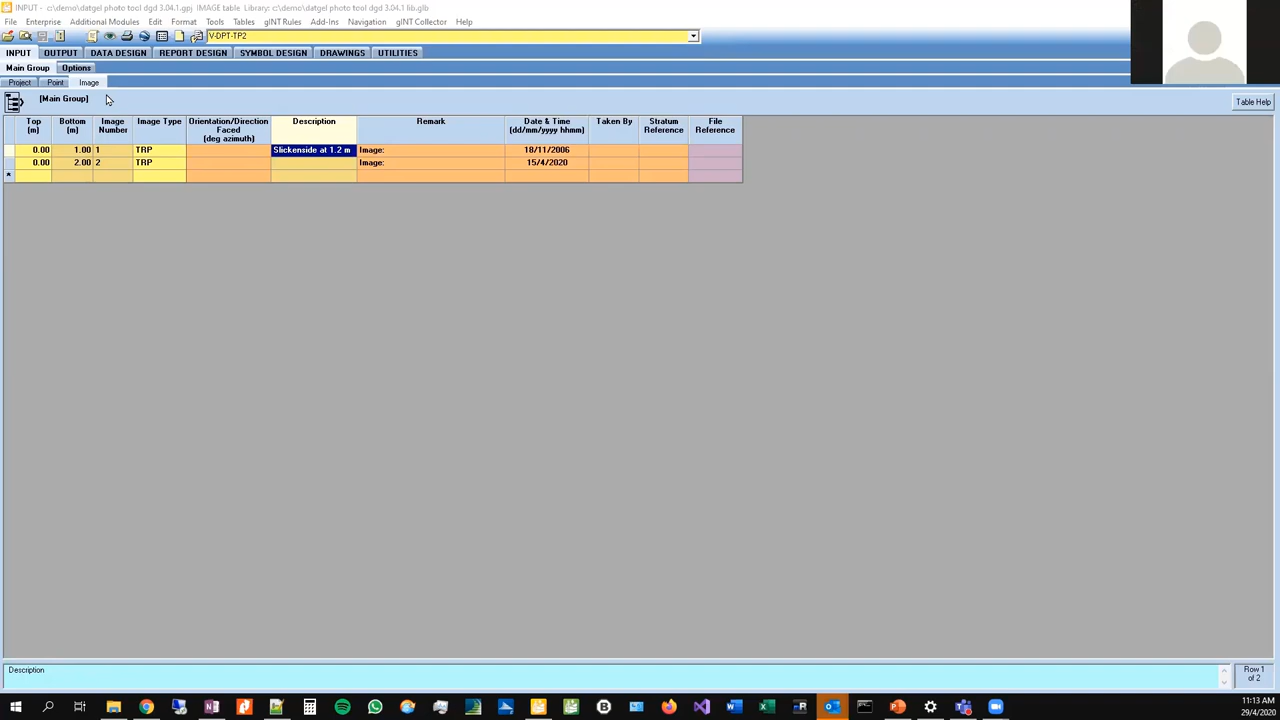 INPUT - c:\demo\datgel photo tool dgd 3.04.1.gpj IMAGE table Library: c:\demo\datgel photo tool dgd 3.04.1 lib.glb
File Enterprise Additional Modules Edit Format Tools Tables gINT Rules Add-Ins Navigation gINT Collector Help
V-DPT-TP2
INPUT OUTPUT DATA DESIGN REPORT DESIGN SYMBOL DESIGN DRAWINGS UTILITIES
Main Group Options
Project Point Image
[Main Group] Table Help
Top Bottom Image Image Type Orientation/Direction Description Remark Date & Time Taken By Stratum File
(m) (m) Number Faced (dd/mm/yyyy hhmm) Reference Reference
(deg azimuth)
0.00 1.00 1 TRP Slickenside at 1.2 m Image: 18/11/2006
0.00 2.00 2 TRP Image: 15/4/2020
*
Description Row 1
of 2
11:13 AM
29/4/2020